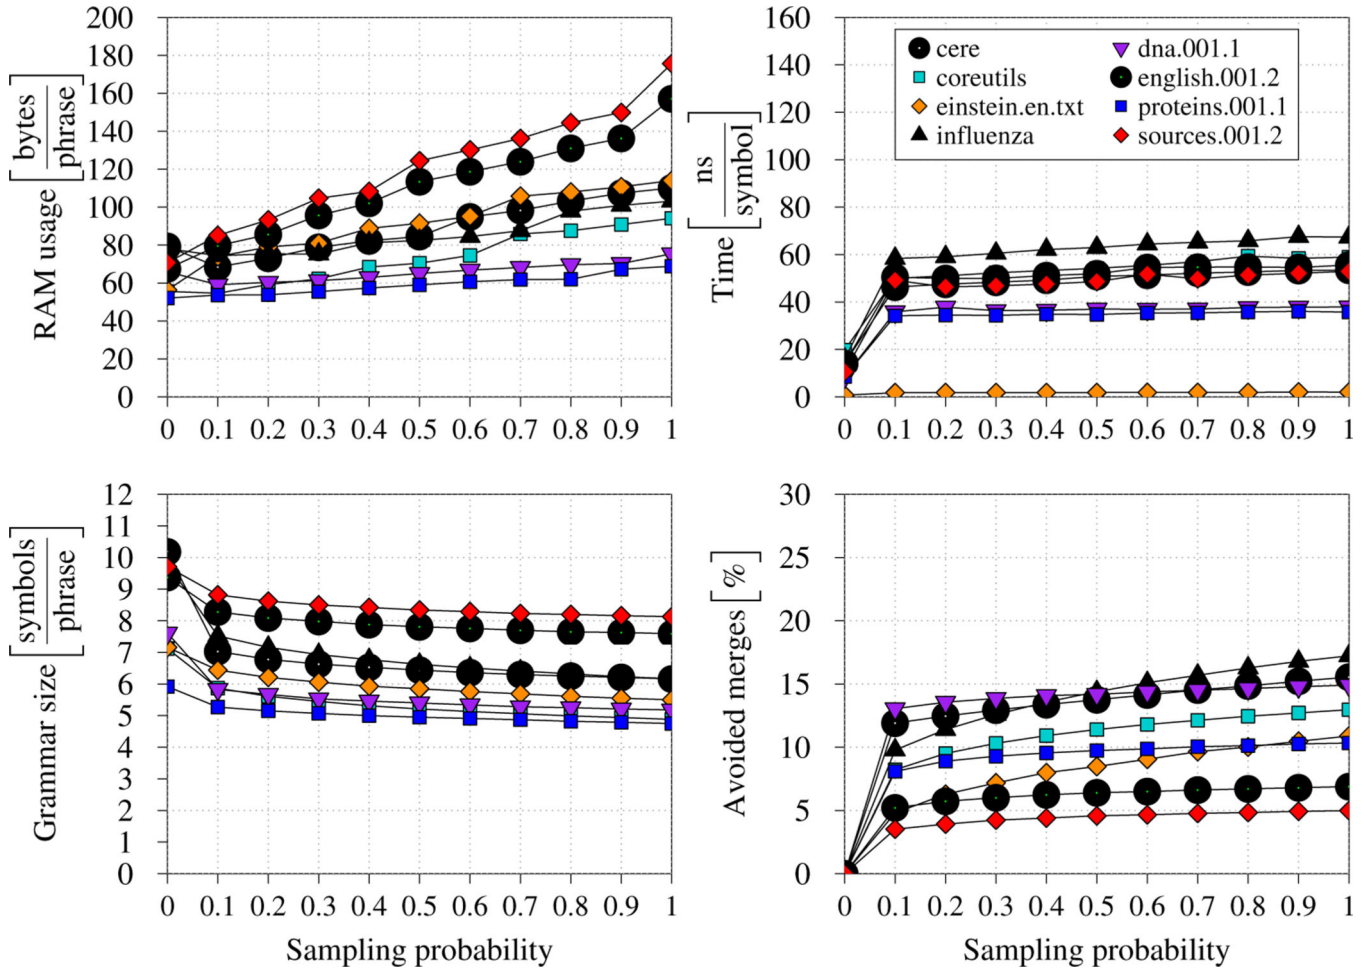 RAM usage [bytes/phrase]
200
180
160
140
120
100
80
60
40
20
0
0 0.1 0.2 0.3 0.4 0.5 0.6 0.7 0.8 0.9 1
Time [ns/symbol]
160
140
120
100
80
60
40
20
0
0 0.1 0.2 0.3 0.4 0.5 0.6 0.7 0.8 0.9 1
cere
coreutils
einstein.en.txt
influenza
dna.001.1
english.001.2
proteins.001.1
sources.001.2
Grammar size [symbols/phrase]
12
11
10
9
8
7
6
5
4
3
2
1
0
0 0.1 0.2 0.3 0.4 0.5 0.6 0.7 0.8 0.9 1
Sampling probability
Avoided merges [%]
30
25
20
15
10
5
0
0 0.1 0.2 0.3 0.4 0.5 0.6 0.7 0.8 0.9 1
Sampling probability